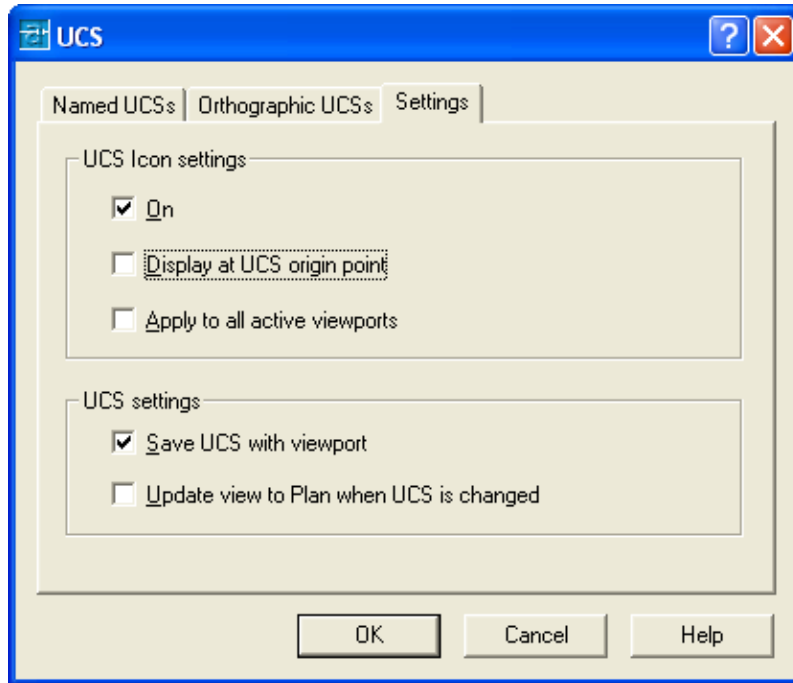 UCS
Named UCSs Orthographic UCSs Settings
UCS Icon settings
On
Display at UCS origin point
Apply to all active viewports
UCS settings
Save UCS with viewport
Update view to Plan when UCS is changed
OK Cancel Help